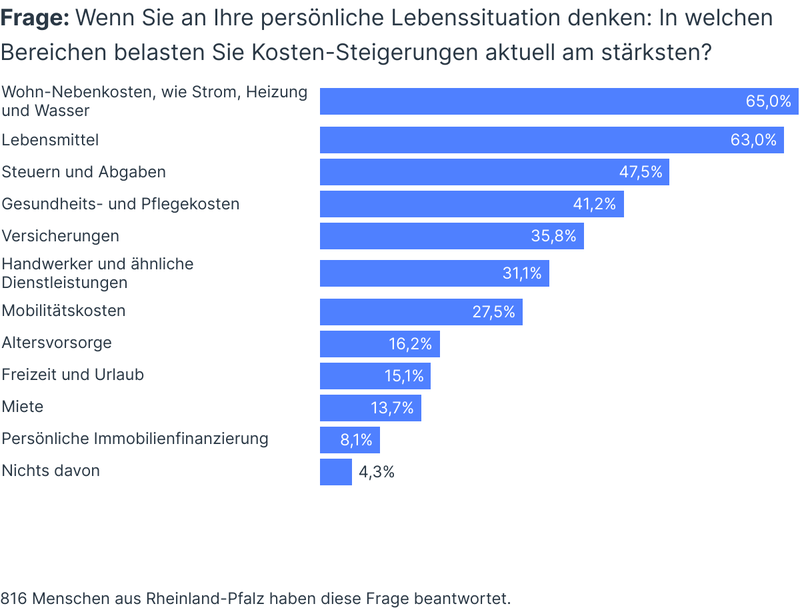 Frage: Wenn Sie an Ihre persönliche Lebenssituation denken: In welchen
Bereichen belasten Sie Kosten-Steigerungen aktuell am stärksten?
Wohn-Nebenkosten, wie Strom, Heizung
und Wasser
65,0%
Lebensmittel
63,0%
Steuern und Abgaben
47,5%
Gesundheits- und Pflegekosten
41,2%
Versicherungen
35,8%
Handwerker und ähnliche
Dienstleistungen
31,1%
Mobilitätskosten
27,5%
Altersvorsorge
16,2%
Freizeit und Urlaub
15,1%
Miete
13,7%
Persönliche Immobilienfinanzierung
8,1%
Nichts davon
4,3%
816 Menschen aus Rheinland-Pfalz haben diese Frage beantwortet.